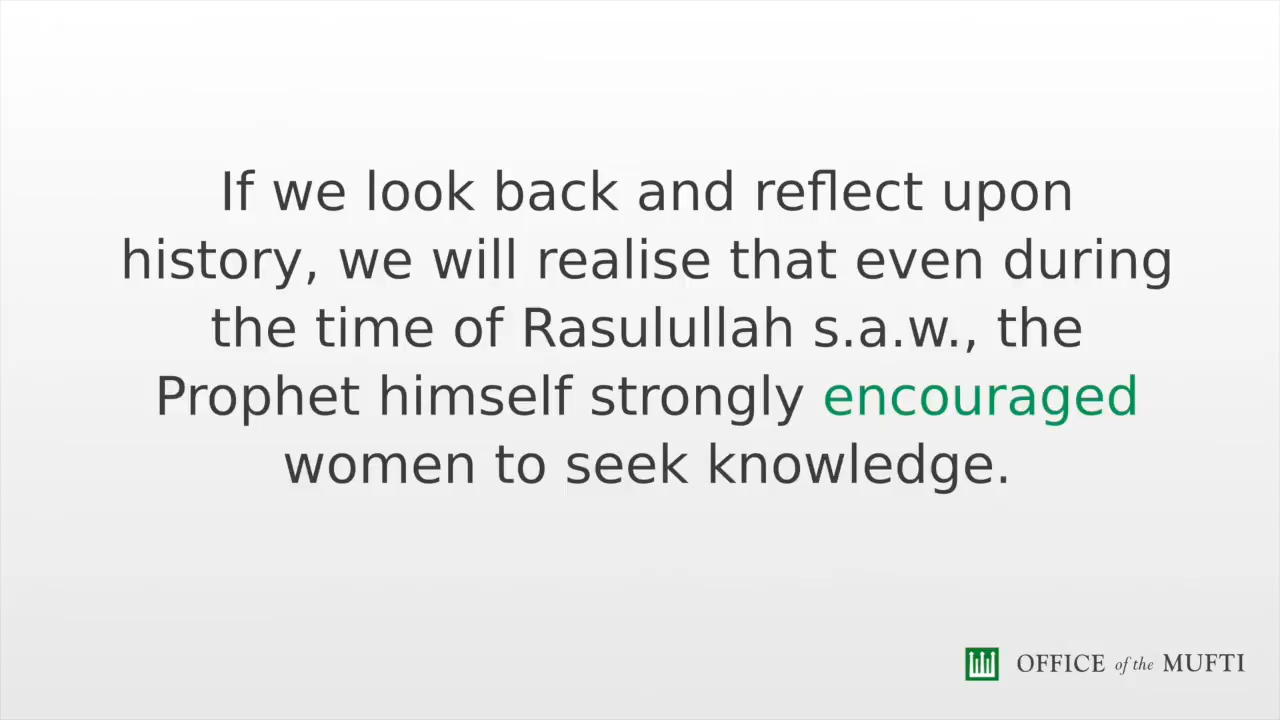 If we look back and reflect upon
history, we will realise that even during
the time of Rasulullah s.a.w., the
Prophet himself strongly encouraged
women to seek knowledge.
OFFICE of the MUFTI